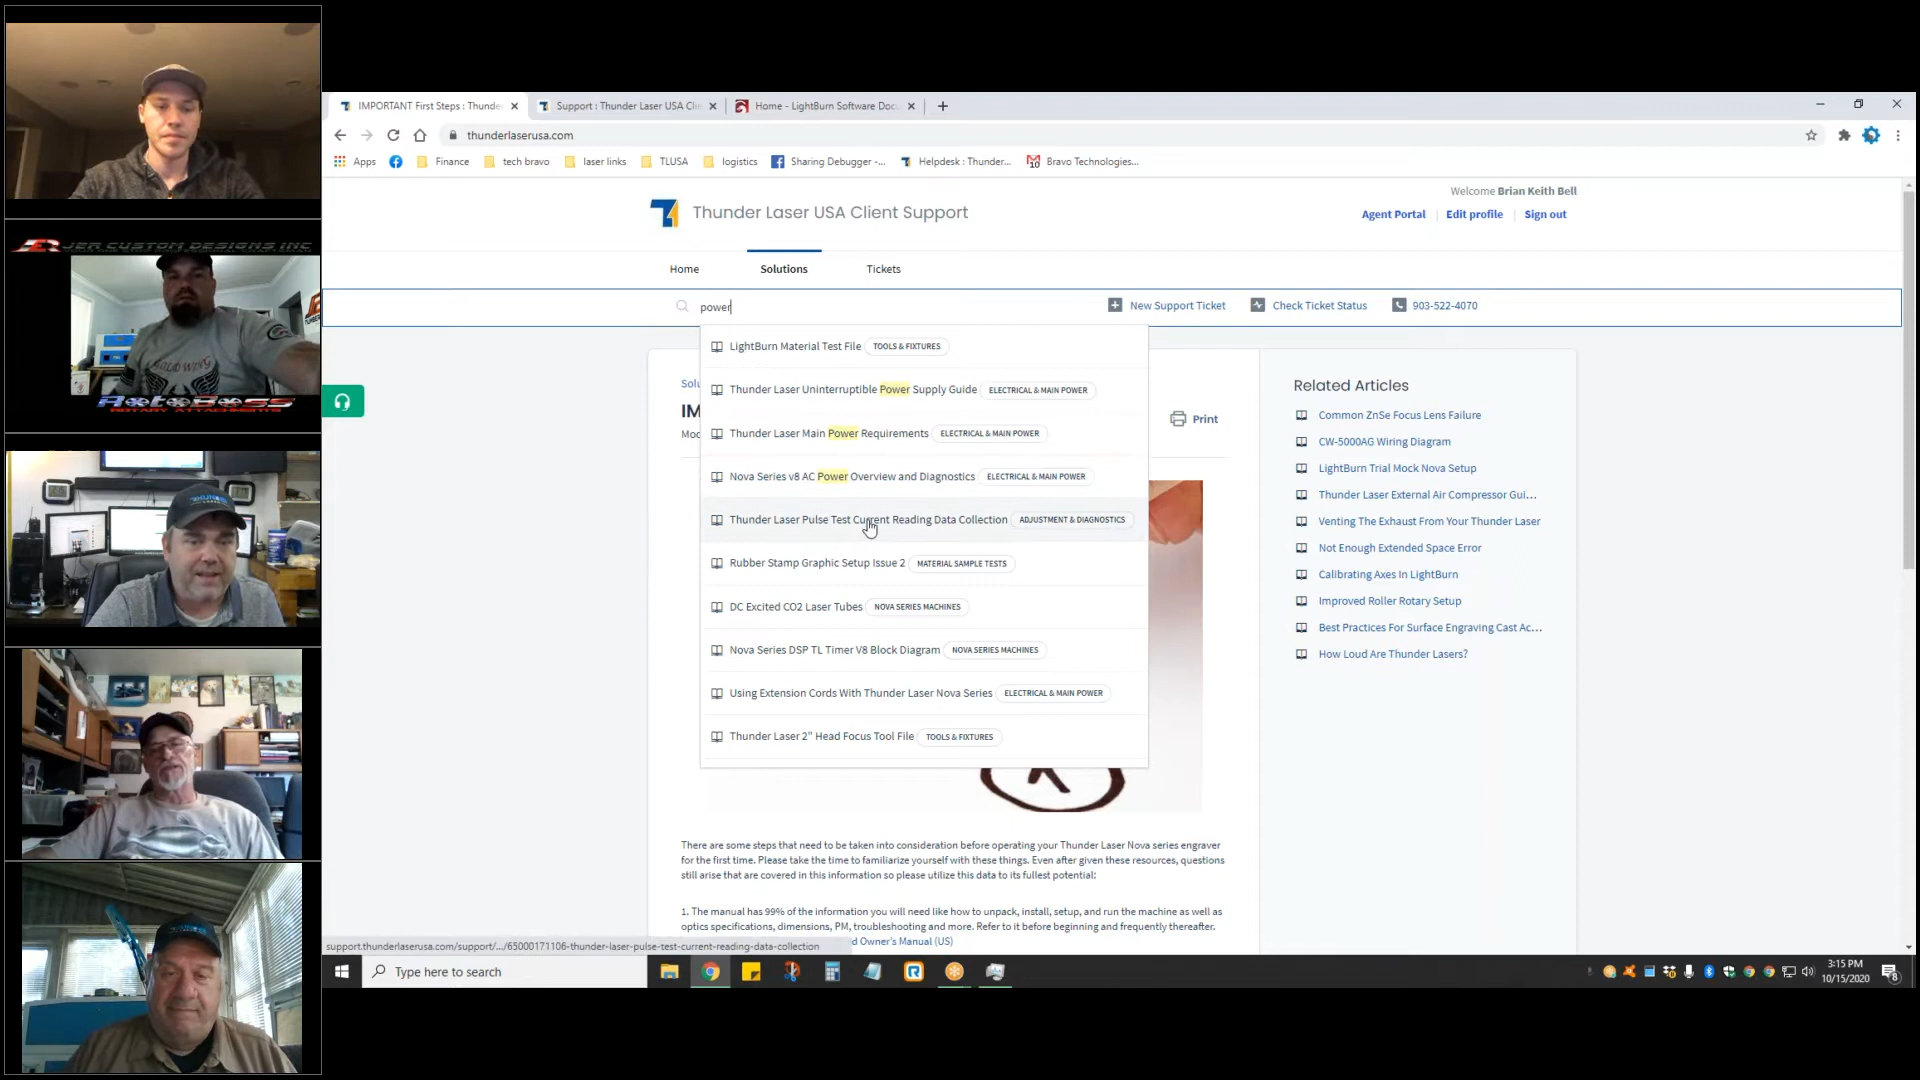 JER CUSTOM DESIGNS INC
ROTOBOSS
ROTARY ATTACHMENTS
IMPORTANT First Steps : Thunde
Support : Thunder Laser USA Clie
Home - LightBurn Software Docu
thunderlaserusa.com
Apps
Finance
tech bravo
laser links
TLUSA
logistics
Sharing Debugger -...
Helpdesk : Thunder...
Bravo Technologies...
Welcome Brian Keith Bell
Thunder Laser USA Client Support
Agent Portal
Edit profile
Sign out
Home
Solutions
Tickets
power
New Support Ticket
Check Ticket Status
903-522-4070
LightBurn Material Test File TOOLS & FIXTURES
Thunder Laser Uninterruptible Power Supply Guide ELECTRICAL & MAIN POWER
Thunder Laser Main Power Requirements ELECTRICAL & MAIN POWER
Nova Series v8 AC Power Overview and Diagnostics ELECTRICAL & MAIN POWER
Thunder Laser Pulse Test Current Reading Data Collection ADJUSTMENT & DIAGNOSTICS
Rubber Stamp Graphic Setup Issue 2 MATERIAL SAMPLE TESTS
DC Excited CO2 Laser Tubes NOVA SERIES MACHINES
Nova Series DSP TL Timer V8 Block Diagram NOVA SERIES MACHINES
Using Extension Cords With Thunder Laser Nova Series ELECTRICAL & MAIN POWER
Thunder Laser 2" Head Focus Tool File TOOLS & FIXTURES
Solu
IM
Mod
Print
Related Articles
Common ZnSe Focus Lens Failure
CW-5000AG Wiring Diagram
LightBurn Trial Mock Nova Setup
Thunder Laser External Air Compressor Gui...
Venting The Exhaust From Your Thunder Laser
Not Enough Extended Space Error
Calibrating Axes In LightBurn
Improved Roller Rotary Setup
Best Practices For Surface Engraving Cast Ac...
How Loud Are Thunder Lasers?
There are some steps that need to be taken into consideration before operating your Thunder Laser Nova series engraver
for the first time. Please take the time to familiarize yourself with these things. Even after given these resources, questions
still arise that are covered in this information so please utilize this data to its fullest potential:
1. The manual has 99% of the information you will need like how to unpack, install, setup, and run the machine as well as
optics specifications, dimensions, PM, troubleshooting and more. Refer to it before beginning and frequently thereafter.
d Owner's Manual (US)
support.thunderlaserusa.com/support/.../65000171106-thunder-laser-pulse-test-current-reading-data-collection
Type here to search
3:15 PM
10/15/2020
8